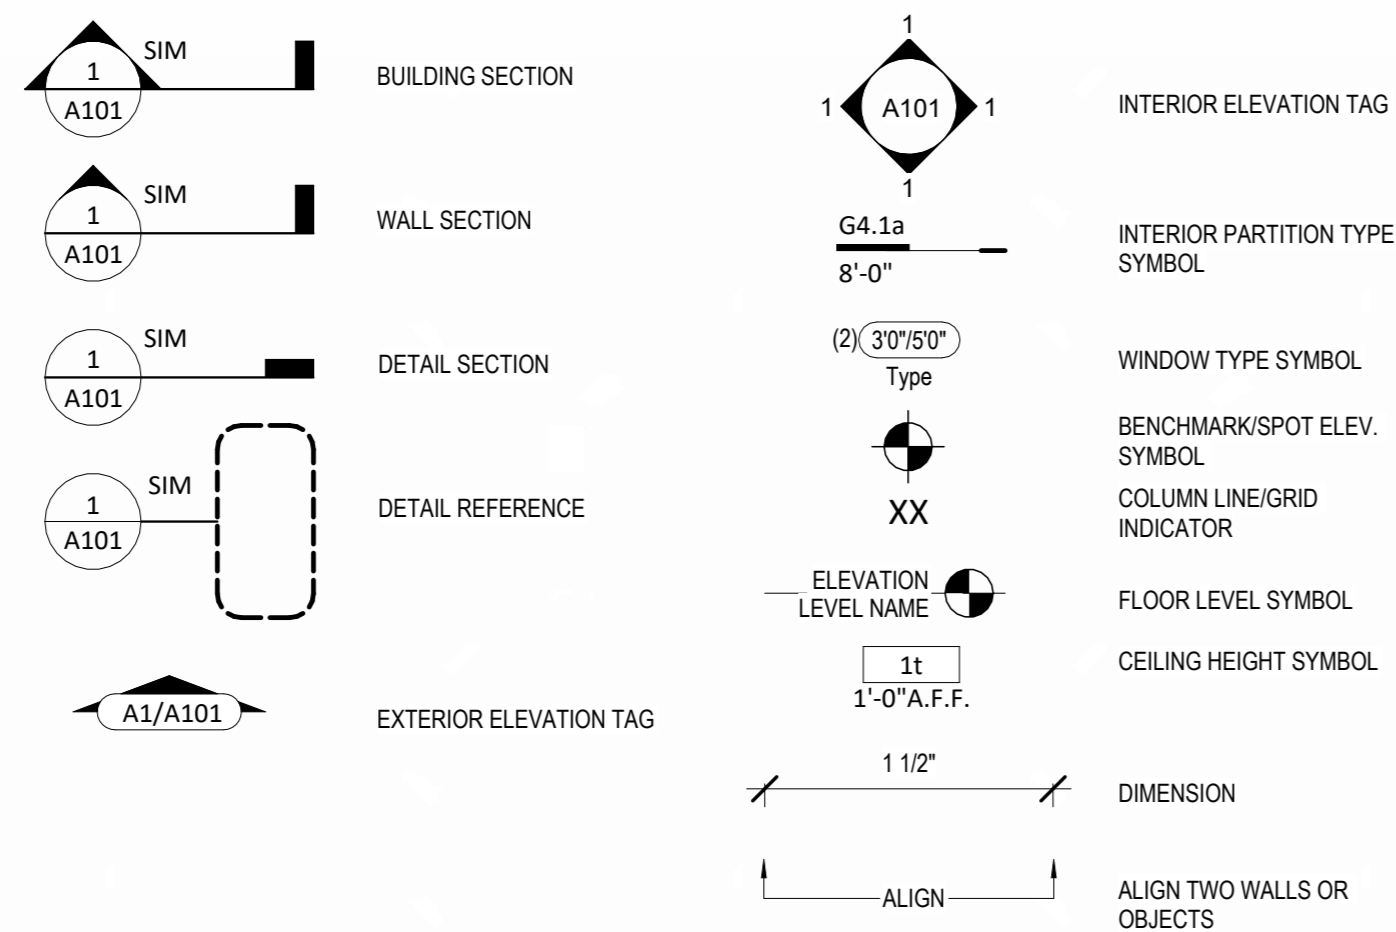 SIM
1
A101
BUILDING SECTION
SIM
1
A101
WALL SECTION
SIM
1
A101
DETAIL SECTION
SIM
1
A101
DETAIL REFERENCE
A1/A101
EXTERIOR ELEVATION TAG
1
1 A101 1
1
INTERIOR ELEVATION TAG
G4.1a
8'-0"
INTERIOR PARTITION TYPE
SYMBOL
(2) 3'0"/5'0"
Type
WINDOW TYPE SYMBOL
BENCHMARK/SPOT ELEV.
SYMBOL
XX
COLUMN LINE/GRID
INDICATOR
ELEVATION
LEVEL NAME
FLOOR LEVEL SYMBOL
1t
1'-0"A.F.F.
CEILING HEIGHT SYMBOL
1 1/2"
DIMENSION
ALIGN
ALIGN TWO WALLS OR
OBJECTS